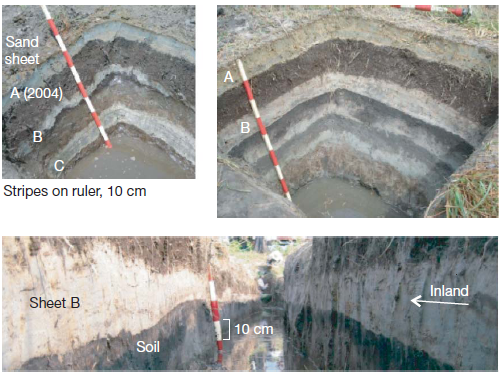 Sand
sheet
A (2004)
B
C
Stripes on ruler, 10 cm
A
B
Sheet B
Soil
10 cm
Inland